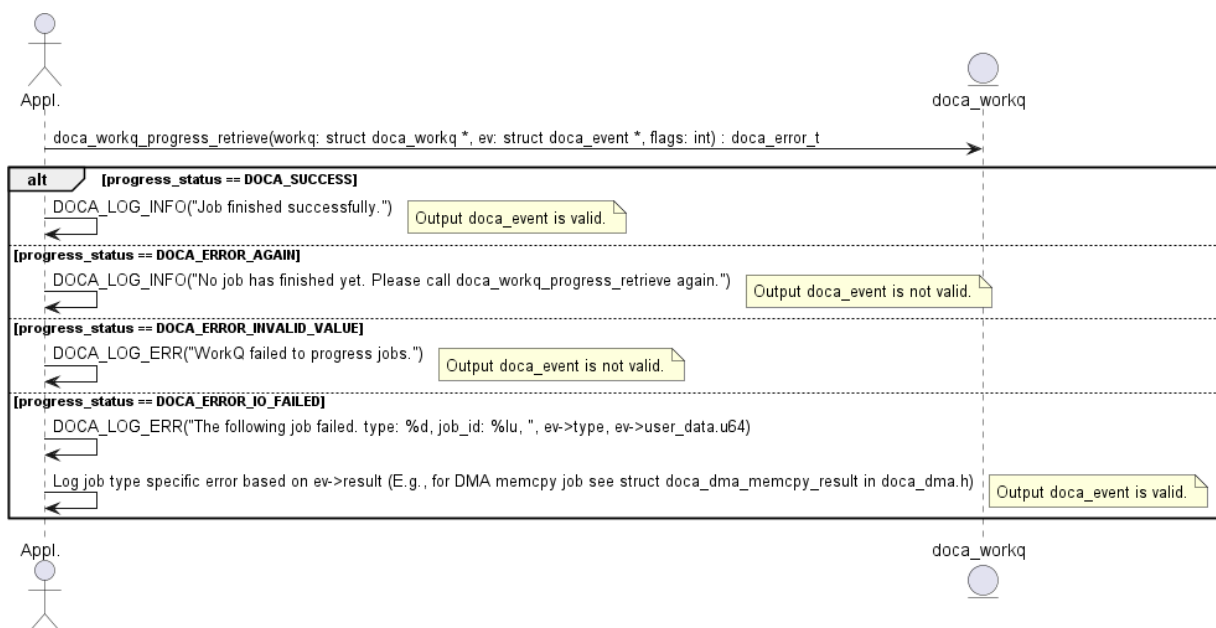 Appl.
doca_workq
doca_workq_progress_retrieve(workq: struct doca_workq *, ev: struct doca_event *, flags: int) : doca_error_t
alt [progress_status == DOCA_SUCCESS]
DOCA_LOG_INFO("Job finished successfully.")
Output doca_event is valid.
[progress_status == DOCA_ERROR_AGAIN]
DOCA_LOG_INFO("No job has finished yet. Please call doca_workq_progress_retrieve again.")
Output doca_event is not valid.
[progress_status == DOCA_ERROR_INVALID_VALUE]
DOCA_LOG_ERR("WorkQ failed to progress jobs.")
Output doca_event is not valid.
[progress_status == DOCA_ERROR_IO_FAILED]
DOCA_LOG_ERR("The following job failed. type: %d, job_id: %lu, ", ev->type, ev->user_data.u64)
Log job type specific error based on ev->result (E.g., for DMA memcpy job see struct doca_dma_memcpy_result in doca_dma.h)
Output doca_event is valid.
Appl.
doca_workq